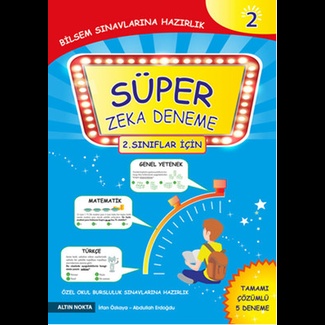 BİLSEM SINAVLARINA HAZIRLIK
2
SÜPER
ZEKA DENEME
2.SINIFLAR İÇİN
GENEL YETENEK
MATEMATİK
TÜRKÇE
ÖZEL OKUL BURSLULUK SINAVLARINA HAZIRLIK
TAMAMI
ÇÖZÜMLÜ
5 DENEME
ALTIN NOKTA
İrfan Özkaya - Abdullah Erdoğdu